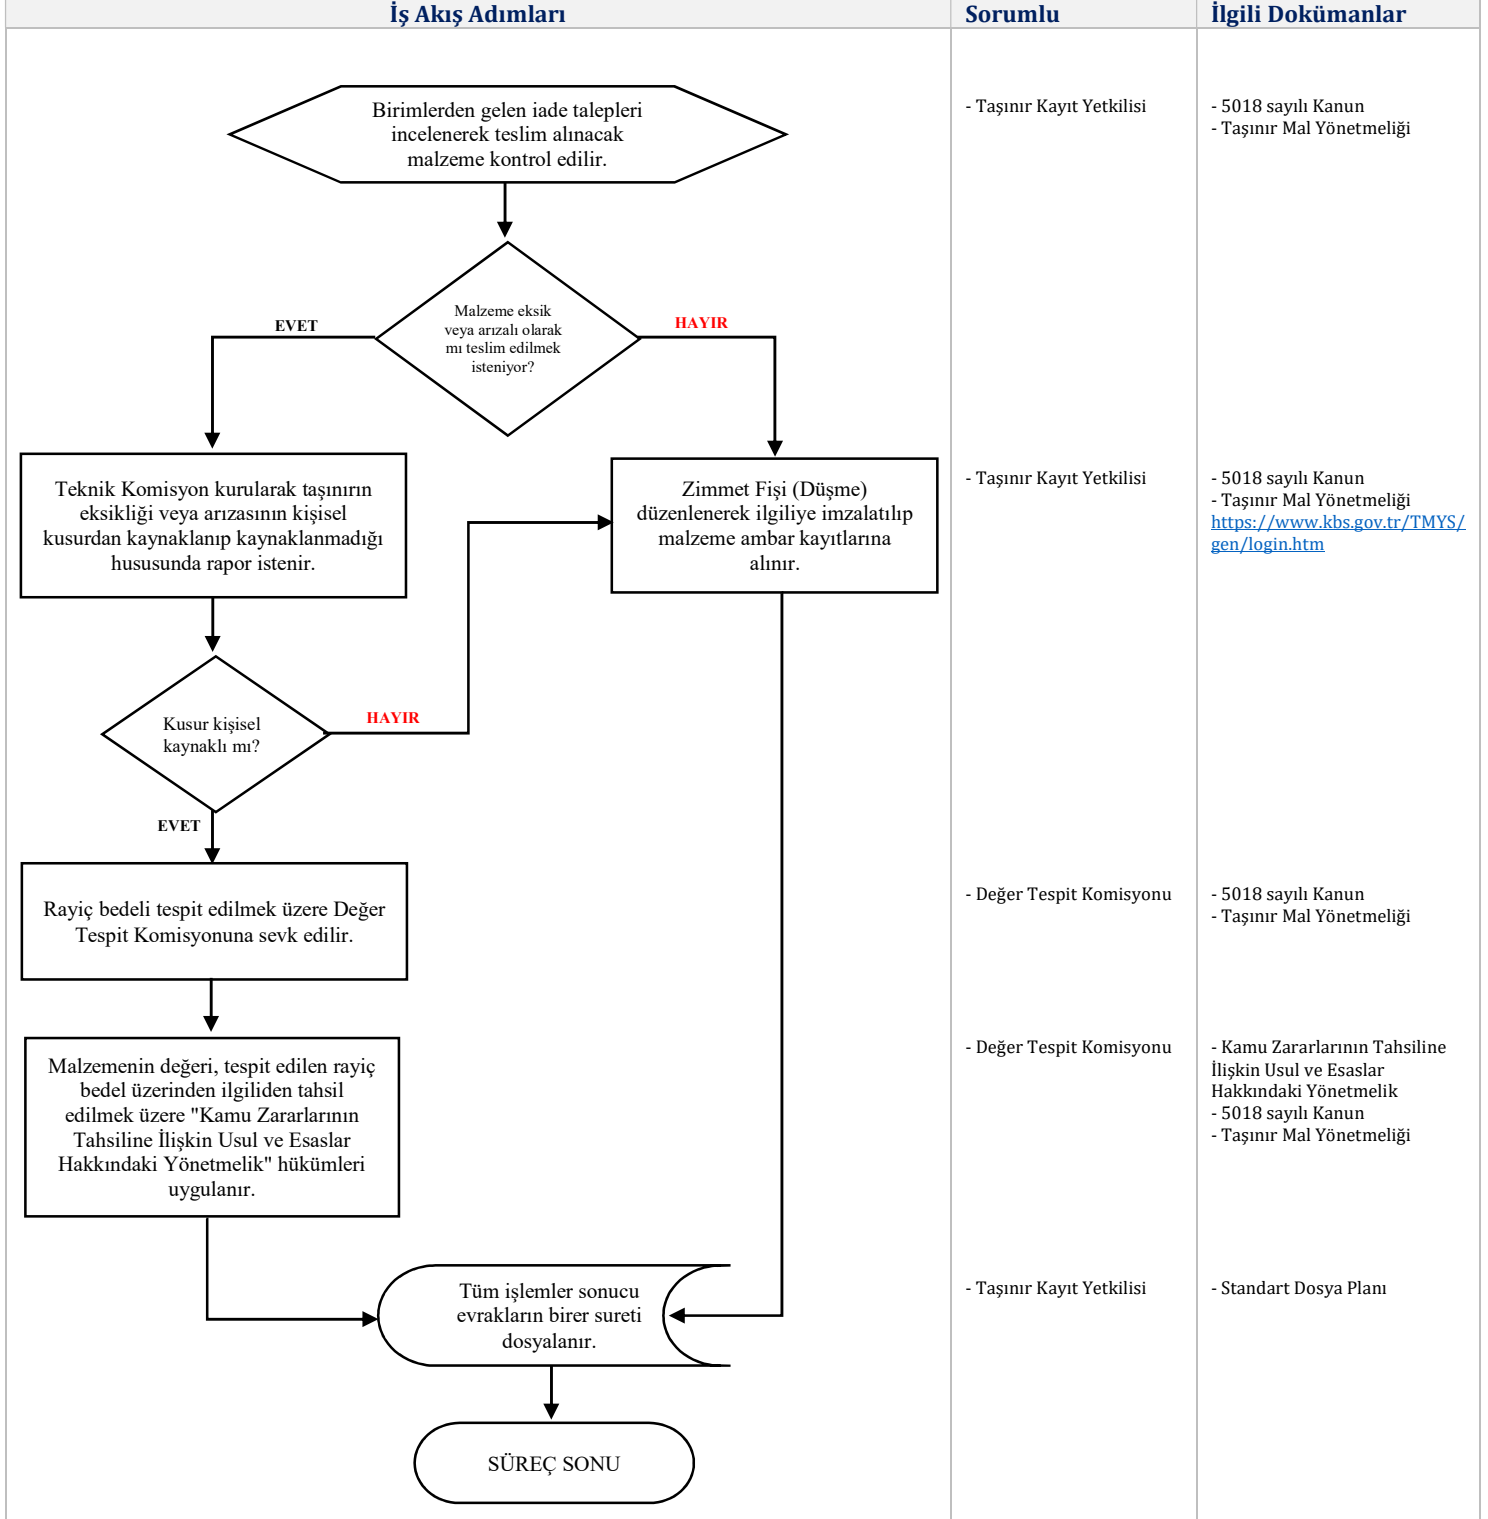 İş Akış Adımları
Sorumlu
İlgili Dokümanlar
Birimlerden gelen iade talepleri
incelenerek teslim alınacak
malzeme kontrol edilir.
- Taşınır Kayıt Yetkilisi
- 5018 sayılı Kanun
- Taşınır Mal Yönetmeliği
Malzeme eksik
veya arızalı olarak
mı teslim edilmek
isteniyor?
EVET
HAYIR
Teknik Komisyon kurularak taşınırın
eksikliği veya arızasının kişisel
kusurdan kaynaklanıp kaynaklanmadığı
hususunda rapor istenir.
Zimmet Fişi (Düşme)
düzenlenerek ilgiliye imzalatılıp
malzeme ambar kayıtlarına
alınır.
- Taşınır Kayıt Yetkilisi
- 5018 sayılı Kanun
- Taşınır Mal Yönetmeliği
https://www.kbs.gov.tr/TMYS/
gen/login.htm
Kusur kişisel
kaynaklı mı?
HAYIR
EVET
Rayiç bedeli tespit edilmek üzere Değer
Tespit Komisyonuna sevk edilir.
- Değer Tespit Komisyonu
- 5018 sayılı Kanun
- Taşınır Mal Yönetmeliği
Malzemenin değeri, tespit edilen rayiç
bedel üzerinden ilgiliden tahsil
edilmek üzere "Kamu Zararlarının
Tahsiline İlişkin Usul ve Esaslar
Hakkındaki Yönetmelik" hükümleri
uygulanır.
- Değer Tespit Komisyonu
- Kamu Zararlarının Tahsiline
İlişkin Usul ve Esaslar
Hakkındaki Yönetmelik
- 5018 sayılı Kanun
- Taşınır Mal Yönetmeliği
Tüm işlemler sonucu
evrakların birer sureti
dosyalanır.
- Taşınır Kayıt Yetkilisi
- Standart Dosya Planı
SÜREÇ SONU